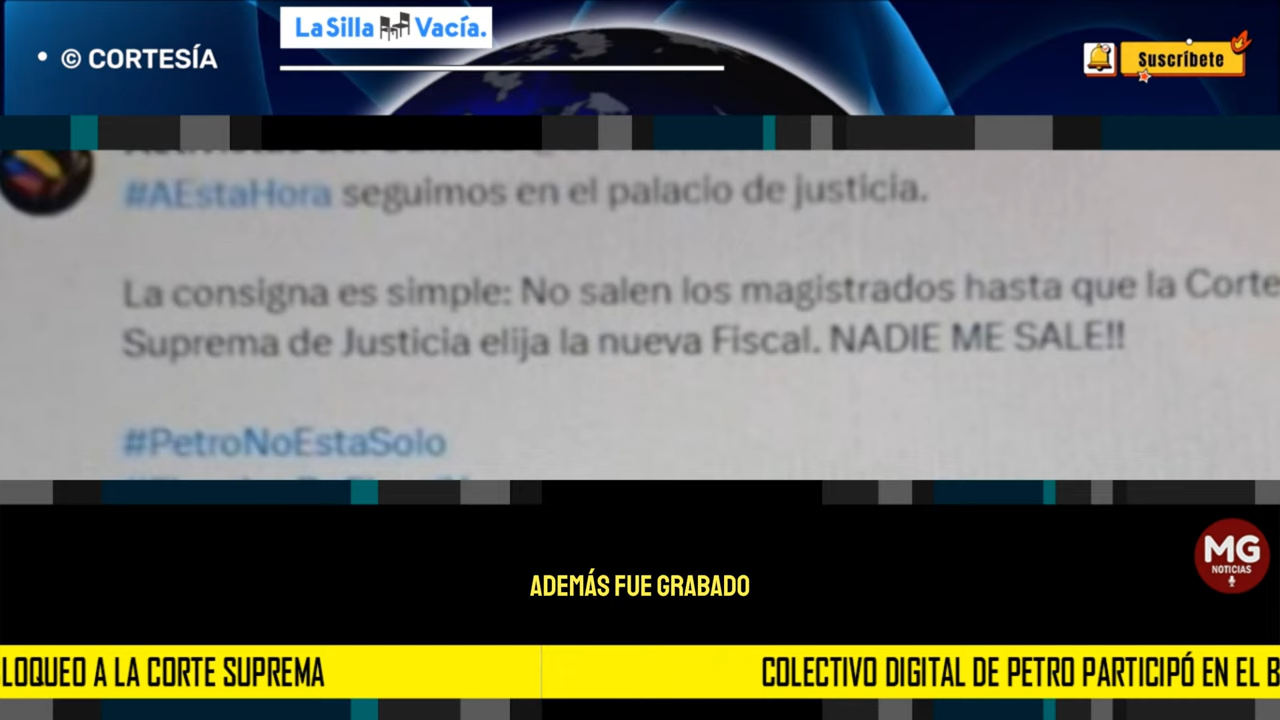 • © CORTESÍA
La Silla Vacía.
Suscríbete
#AEstaHora seguimos en el palacio de justicia.
La consigna es simple: No salen los magistrados hasta que la Corte
Suprema de Justicia elija la nueva Fiscal. NADIE ME SALE!!
#PetroNoEstaSolo
MG
NOTICIAS
ADEMÁS FUE GRABADO
LOQUEO A LA CORTE SUPREMA
COLECTIVO DIGITAL DE PETRO PARTICIPÓ EN EL B